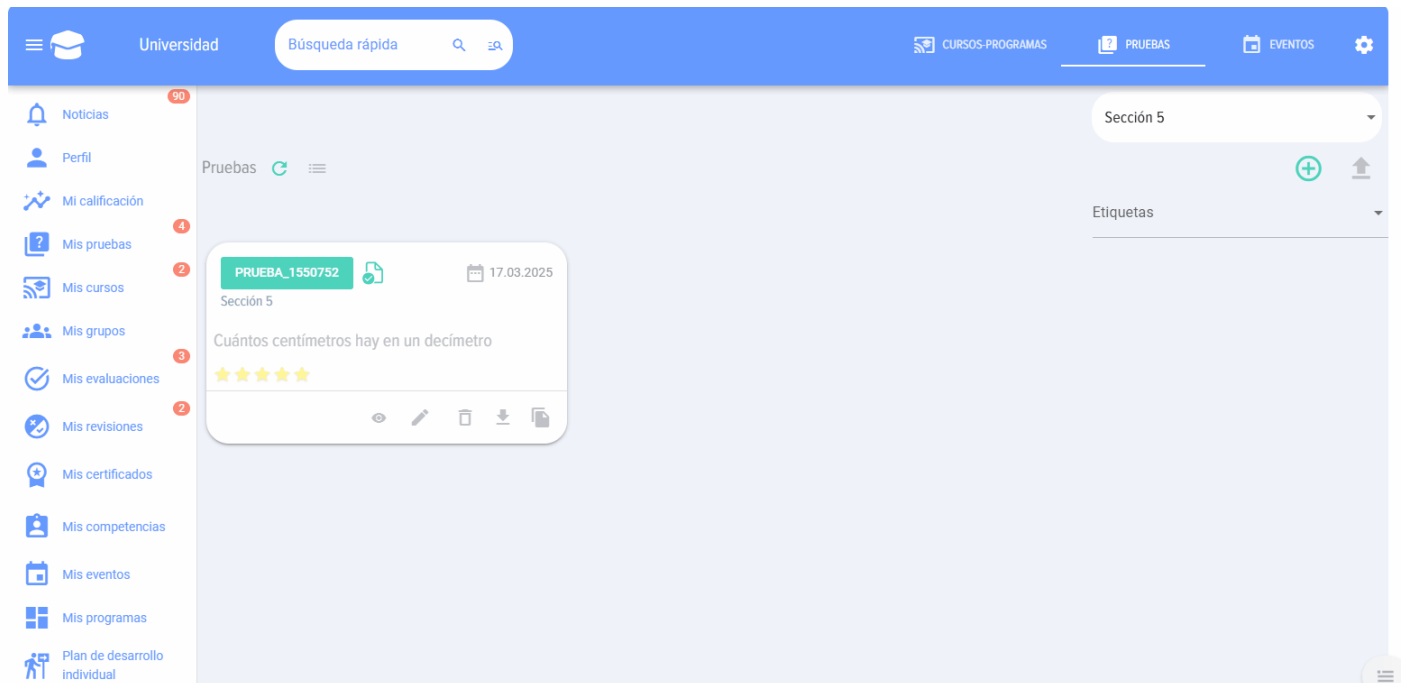 Universidad
Búsqueda rápida
CURSOS-PROGRAMAS
PRUEBAS
EVENTOS
Noticias
90
Perfil
Mi calificación
Mis pruebas
4
Mis cursos
2
Mis grupos
Mis evaluaciones
3
Mis revisiones
2
Mis certificados
Mis competencias
Mis eventos
Mis programas
Plan de desarrollo
individual
Sección 5
Pruebas
Etiquetas
PRUEBA_1550752
17.03.2025
Sección 5
Cuántos centímetros hay en un decímetro